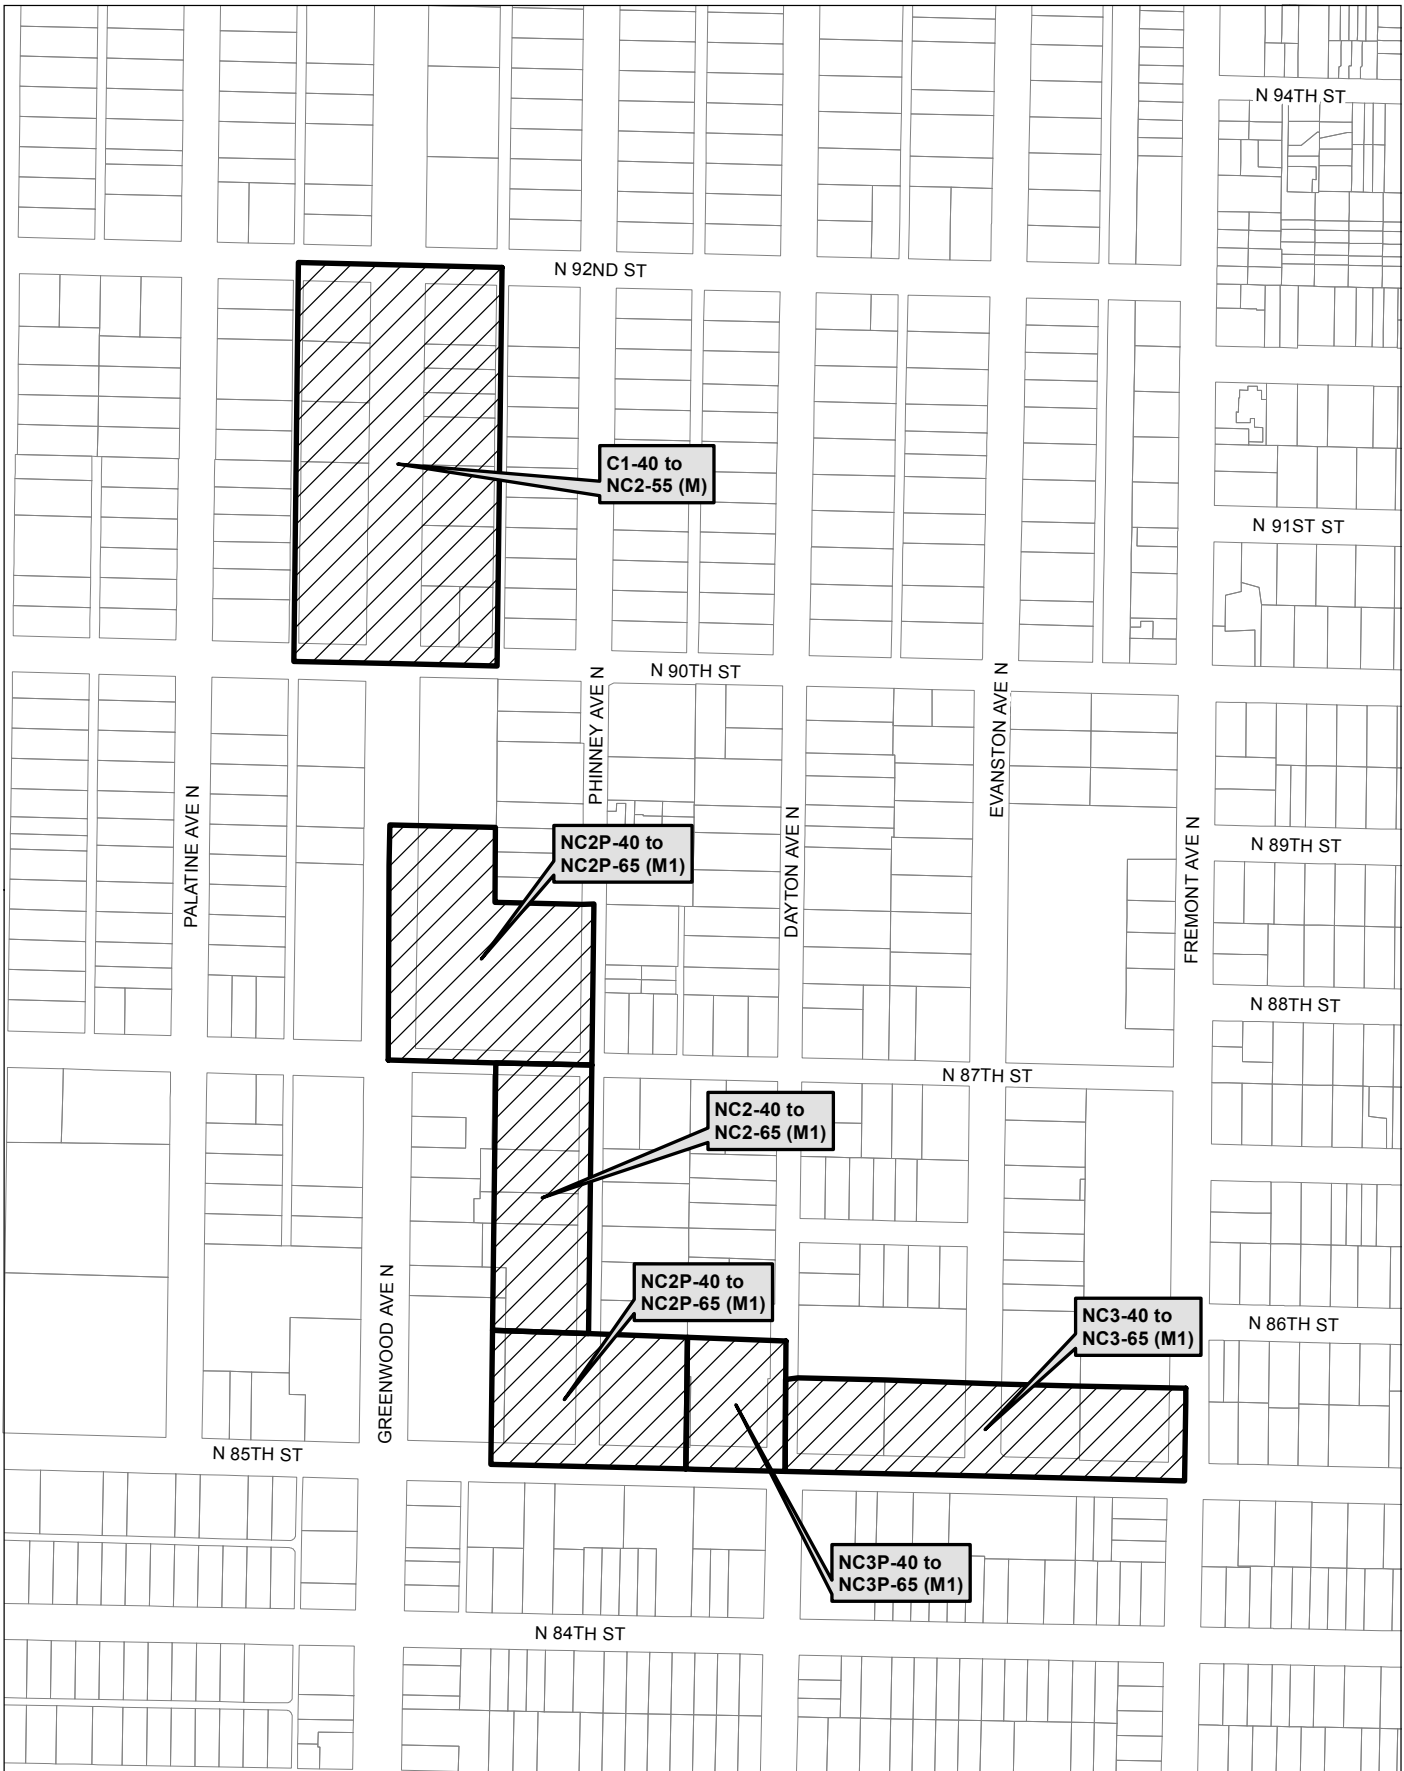 N 94TH ST
N 92ND ST
C1-40 to
NC2-55 (M)
N 91ST ST
N 90TH ST
PHINNEY AVE N
EVANSTON AVE N
PALATINE AVE N
DAYTON AVE N
FREMONT AVE N
NC2P-40 to
NC2P-65 (M1)
N 89TH ST
N 88TH ST
N 87TH ST
NC2-40 to
NC2-65 (M1)
GREENWOOD AVE N
NC2P-40 to
NC2P-65 (M1)
NC3-40 to
NC3-65 (M1)
N 86TH ST
N 85TH ST
NC3P-40 to
NC3P-65 (M1)
N 84TH ST